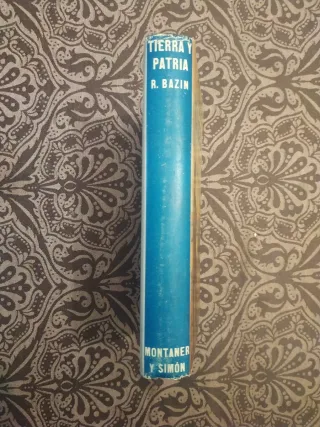 TIERRA Y
PATRIA
R. BAZIN
MONTANER
Y SIMÓN